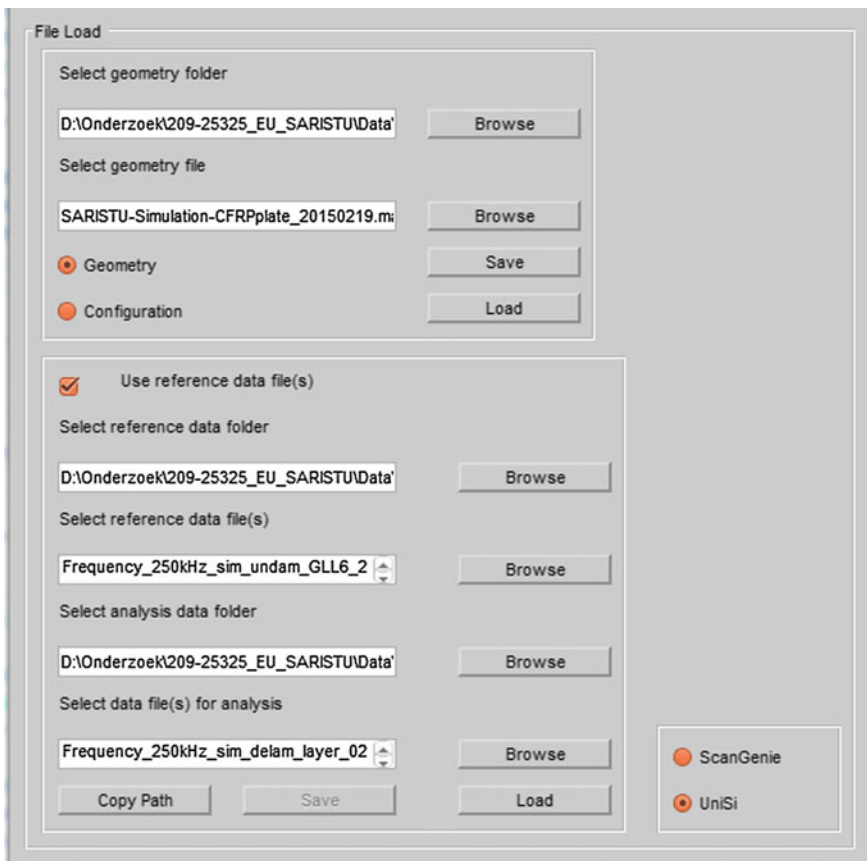 File Load
Select geometry folder
D:\Onderzoek\209-25325_EU_SARISTU\Data\
Browse
Select geometry file
SARISTU-Simulation-CFRPplate_20150219.ma
Browse
Geometry
Save
Configuration
Load
Use reference data file(s)
Select reference data folder
D:\Onderzoek\209-25325_EU_SARISTU\Data\
Browse
Select reference data file(s)
Frequency_250kHz_sim_undam_GLL6_2
Browse
Select analysis data folder
D:\Onderzoek\209-25325_EU_SARISTU\Data\
Browse
Select data file(s) for analysis
Frequency_250kHz_sim_delam_layer_02
Browse
Copy Path
Save
Load
ScanGenie
UniSi